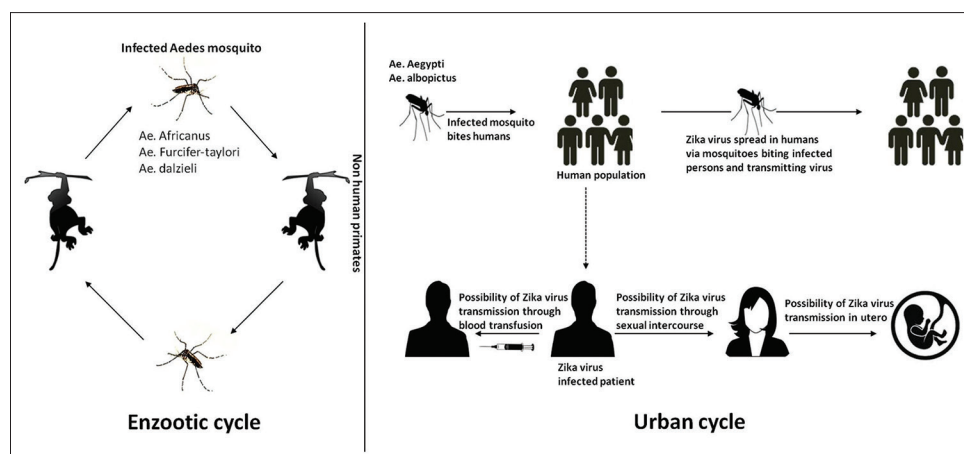 Infected Aedes mosquito
Ae. Africanus
Ae. Furcifer-taylori
Ae. dalzieli
Non human primates
Enzootic cycle
Ae. Aegypti
Ae. albopictus
Infected mosquito
bites humans
Human population
Zika virus spread in humans
via mosquitoes biting infected
persons and transmitting virus
Possibility of Zika virus
transmission through
blood transfusion
Zika virus
infected patient
Possibility of Zika virus
transmission through
sexual intercourse
Possibility of Zika virus
transmission in utero
Urban cycle